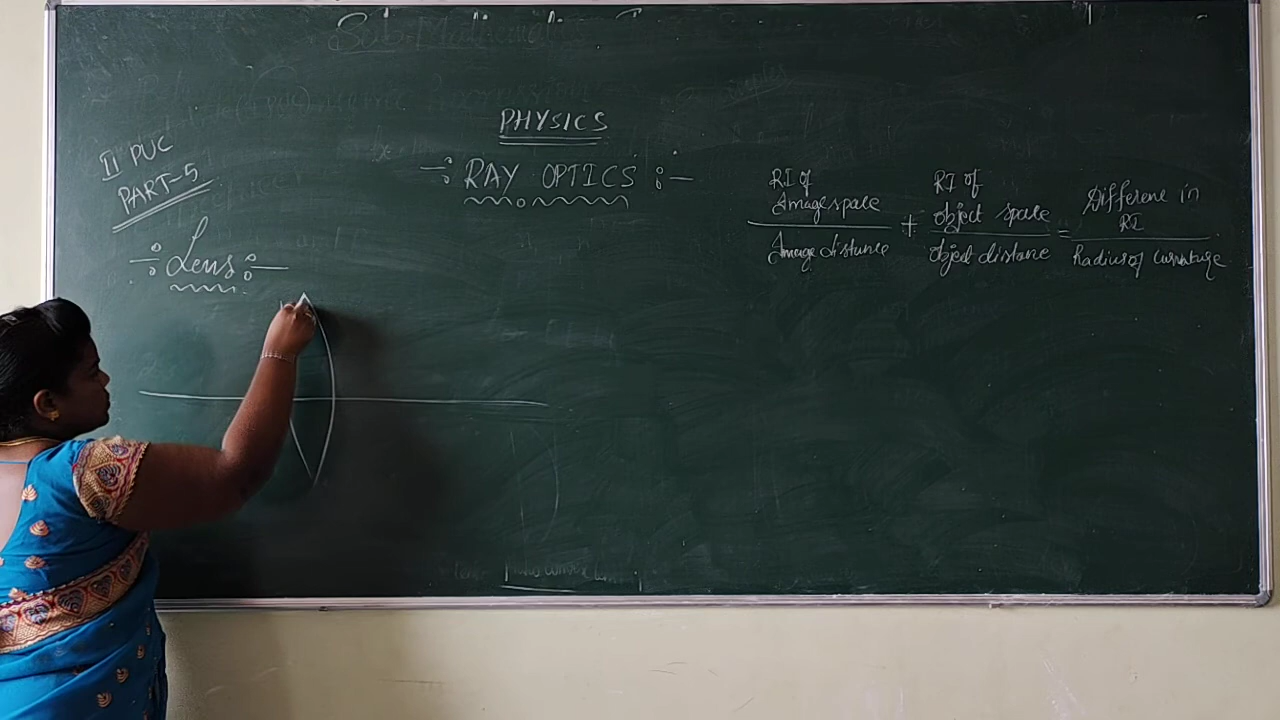 PHYSICS
II PUC
PART-5
-:- RAY OPTICS :-
-:- Lens :-
RI of
Image space
Image distance
+
RI of
object space
object distance
=
Difference in
RI
Radius of curvature